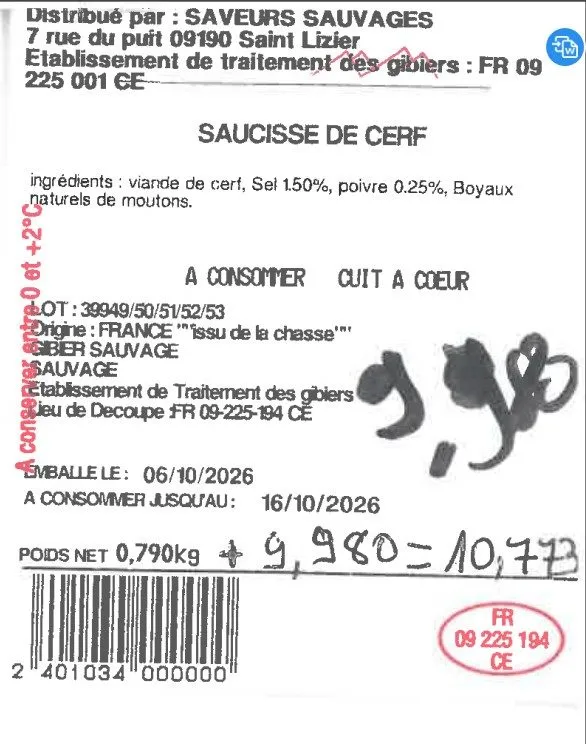 Distribué par : SAVEURS SAUVAGES
7 rue du puit 09190 Saint Lizier
Etablissement de traitement des gibiers : FR 09
225 001 CE
SAUCISSE DE CERF
ingrédients : viande de cerf, Sel 1.50%, poivre 0.25%, Boyaux
naturels de moutons.
A conserver entre 0 et +2°C
A CONSOMMER CUIT A COEUR
LOT : 39949/50/51/52/53
Origine : FRANCE ""issu de la chasse""
GIBIER SAUVAGE
SAUVAGE
Etablissement de Traitement des gibiers
Lieu de Decoupe :FR 09-225-194 CE
9,980
EMBALLE LE : 06/10/2026
A CONSOMMER JUSQU'AU : 16/10/2026
POIDS NET 0,790kg + 9,980 = 10,773
2 401034 000000
FR
09 225 194
CE